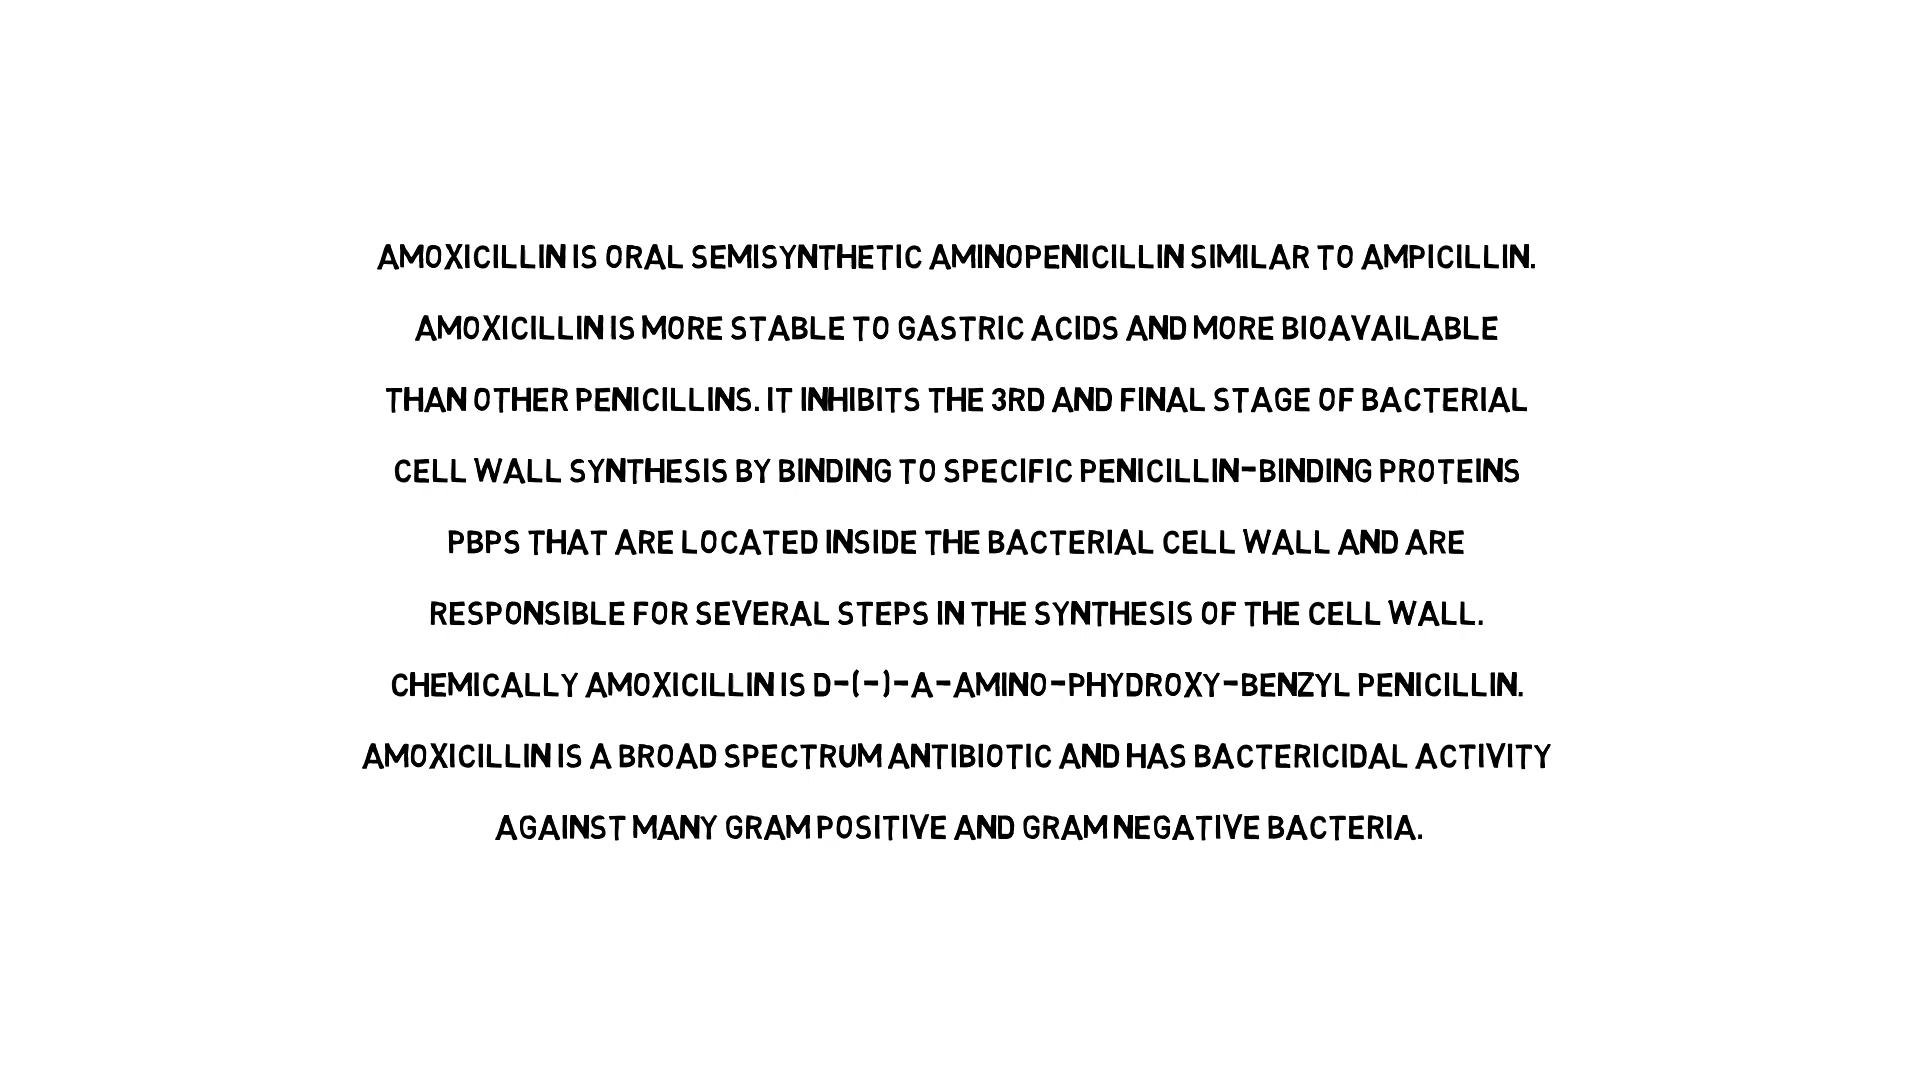 AMOXICILLIN IS ORAL SEMISYNTHETIC AMINOPENICILLIN SIMILAR TO AMPICILLIN.
AMOXICILLIN IS MORE STABLE TO GASTRIC ACIDS AND MORE BIOAVAILABLE
THAN OTHER PENICILLINS. IT INHIBITS THE 3RD AND FINAL STAGE OF BACTERIAL
CELL WALL SYNTHESIS BY BINDING TO SPECIFIC PENICILLIN-BINDING PROTEINS
PBPS THAT ARE LOCATED INSIDE THE BACTERIAL CELL WALL AND ARE
RESPONSIBLE FOR SEVERAL STEPS IN THE SYNTHESIS OF THE CELL WALL.
CHEMICALLY AMOXICILLIN IS D-(-)-A-AMINO-PHYDROXY-BENZYL PENICILLIN.
AMOXICILLIN IS A BROAD SPECTRUM ANTIBIOTIC AND HAS BACTERICIDAL ACTIVITY
AGAINST MANY GRAM POSITIVE AND GRAM NEGATIVE BACTERIA.